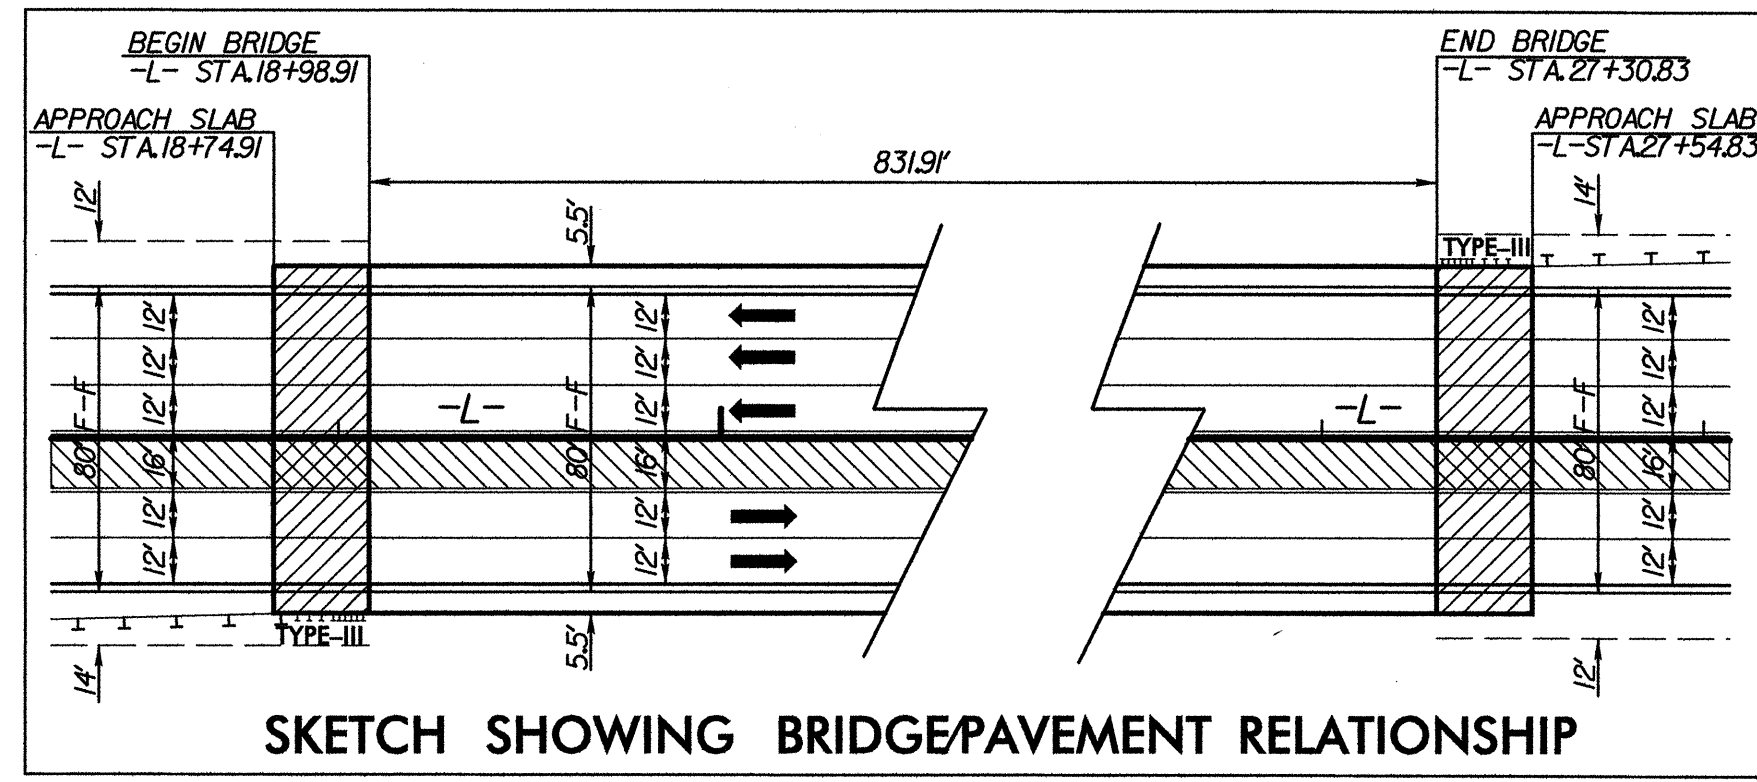 BEGIN BRIDGE
-L- STA.18+98.91
END BRIDGE
-L- STA.27+30.83
APPROACH SLAB
-L- STA.18+74.91
APPROACH SLAB
-L-STA.27+54.83
831.91'
12'
5.5'
14'
TYPE-III
12'
12'
12'
12'
12'
12'
12'
12'
12'
80' F-F
80' F-F
80' F-F
-L-
-L-
16'
16'
16'
12'
12'
12'
12'
12'
12'
TYPE-III
14'
5.5'
12'
SKETCH SHOWING BRIDGE/PAVEMENT RELATIONSHIP